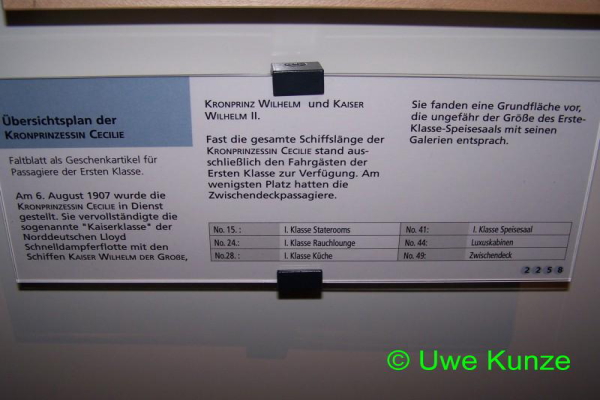 Übersichtsplan der
KRONPRINZESSIN CECILIE
Faltblatt als Geschenkartikel für
Passagiere der Ersten Klasse.
Am 6. August 1907 wurde die
KRONPRINZESSIN CECILIE in Dienst
gestellt. Sie vervollständigte die
sogenannte "Kaiserklasse" der
Norddeutschen Lloyd
Schnelldampferflotte mit den
Schiffen KAISER WILHELM DER GROßE,
KRONPRINZ WILHELM und KAISER
WILHELM II.
Fast die gesamte Schiffslänge der
KRONPRINZESSIN CECILIE stand aus-
schließlich den Fahrgästen der
Ersten Klasse zur Verfügung. Am
wenigsten Platz hatten die
Zwischendeckpassagiere.
Sie fanden eine Grundfläche vor,
die ungefähr der Größe des Erste-
Klasse-Speisesaals mit seinen
Galerien entsprach.
No. 15. : I. Klasse Staterooms No. 41: I. Klasse Speisesaal
No. 24.: I. Klasse Rauchlounge No. 44: Luxuskabinen
No.28. : I. Klasse Küche No. 49: Zwischendeck
2 2 5 8
© Uwe Kunze